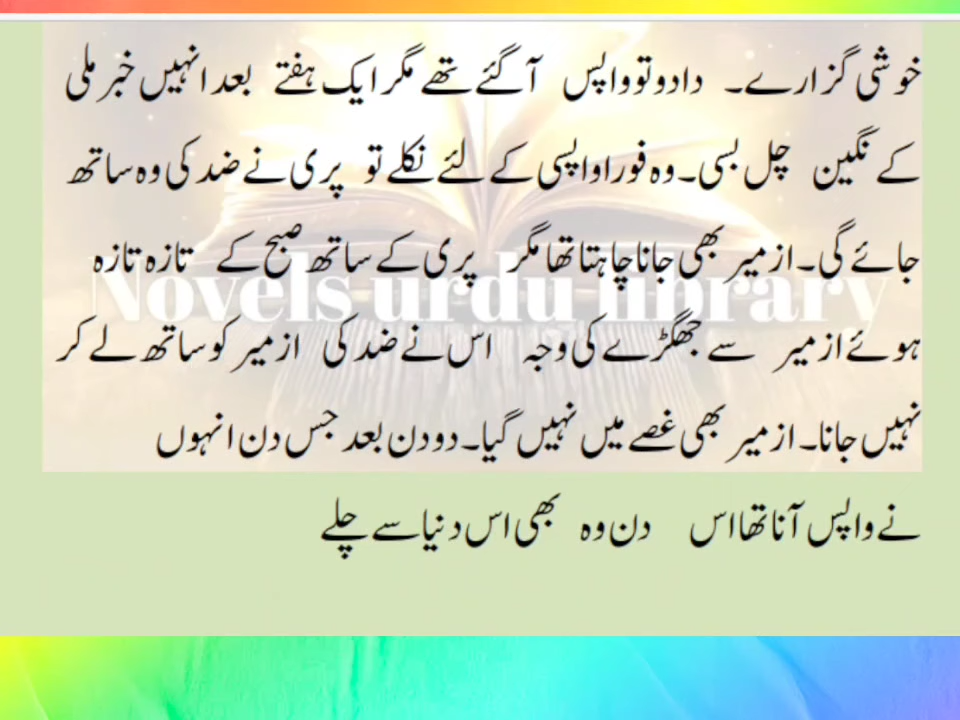 خوشی گزارے۔ دادو تو واپس آگئے تھے مگر ایک ہفتے بعد انہیں خبر ملی
کے نگین چل بسی۔ وہ فورا واپسی کے لئے نکلے تو پری نے ضد کی وہ ساتھ
جائے گی۔ ازمیر بھی جانا چاہتا تھا مگر پری کے ساتھ صبح کے تازہ تازہ
Novels urdu library
ہوئے ازمیر سے جھگڑے کی وجہ اس نے ضد کی ازمیر کو ساتھ لے کر
نہیں جانا۔ ازمیر بھی غصے میں نہیں گیا۔ دو دن بعد جس دن انہوں
نے واپس آنا تھا اس دن وہ بھی اس دنیا سے چلے